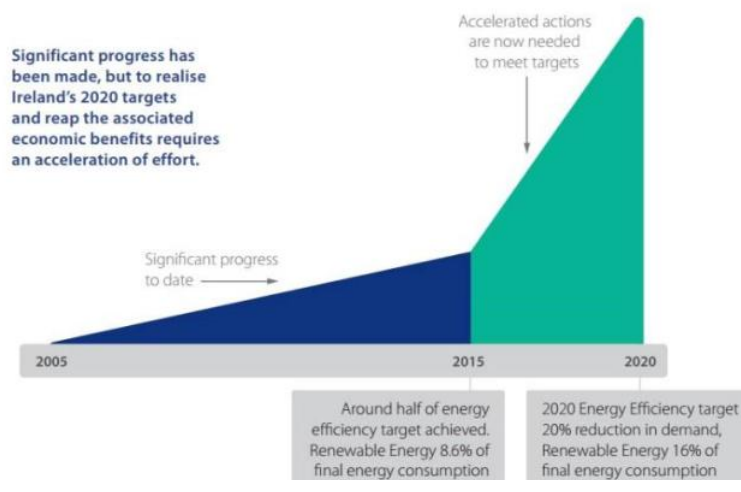 Significant progress has
been made, but to realise
Ireland's 2020 targets
and reap the associated
economic benefits requires
an acceleration of effort.
Accelerated actions
are now needed
to meet targets
Significant progress
to date
2005
2015
2020
Around half of energy
efficiency target achieved.
Renewable Energy 8.6% of
final energy consumption
2020 Energy Efficiency target
20% reduction in demand,
Renewable Energy 16% of
final energy consumption